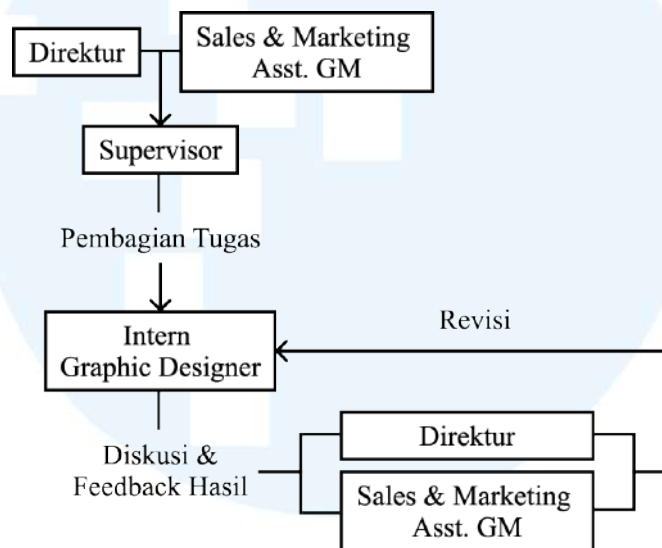 Direktur
Sales & Marketing
Asst. GM
Supervisor
Pembagian Tugas
Intern
Graphic Designer
Revisi
Diskusi &
Feedback Hasil
Direktur
Sales & Marketing
Asst. GM